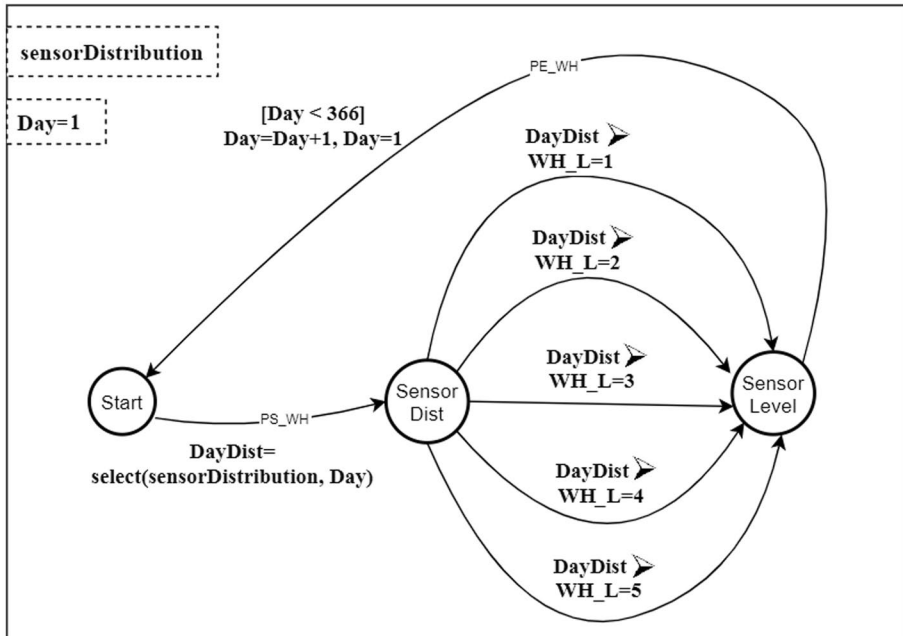 sensorDistribution
Day=1
PE_WH
[Day < 366]
Day=Day+1, Day=1
DayDist ➢
WH_L=1
DayDist ➢
WH_L=2
DayDist ➢
WH_L=3
Start
PS_WH
Sensor
Dist
Sensor
Level
DayDist=
select(sensorDistribution, Day)
DayDist ➢
WH_L=4
DayDist ➢
WH_L=5